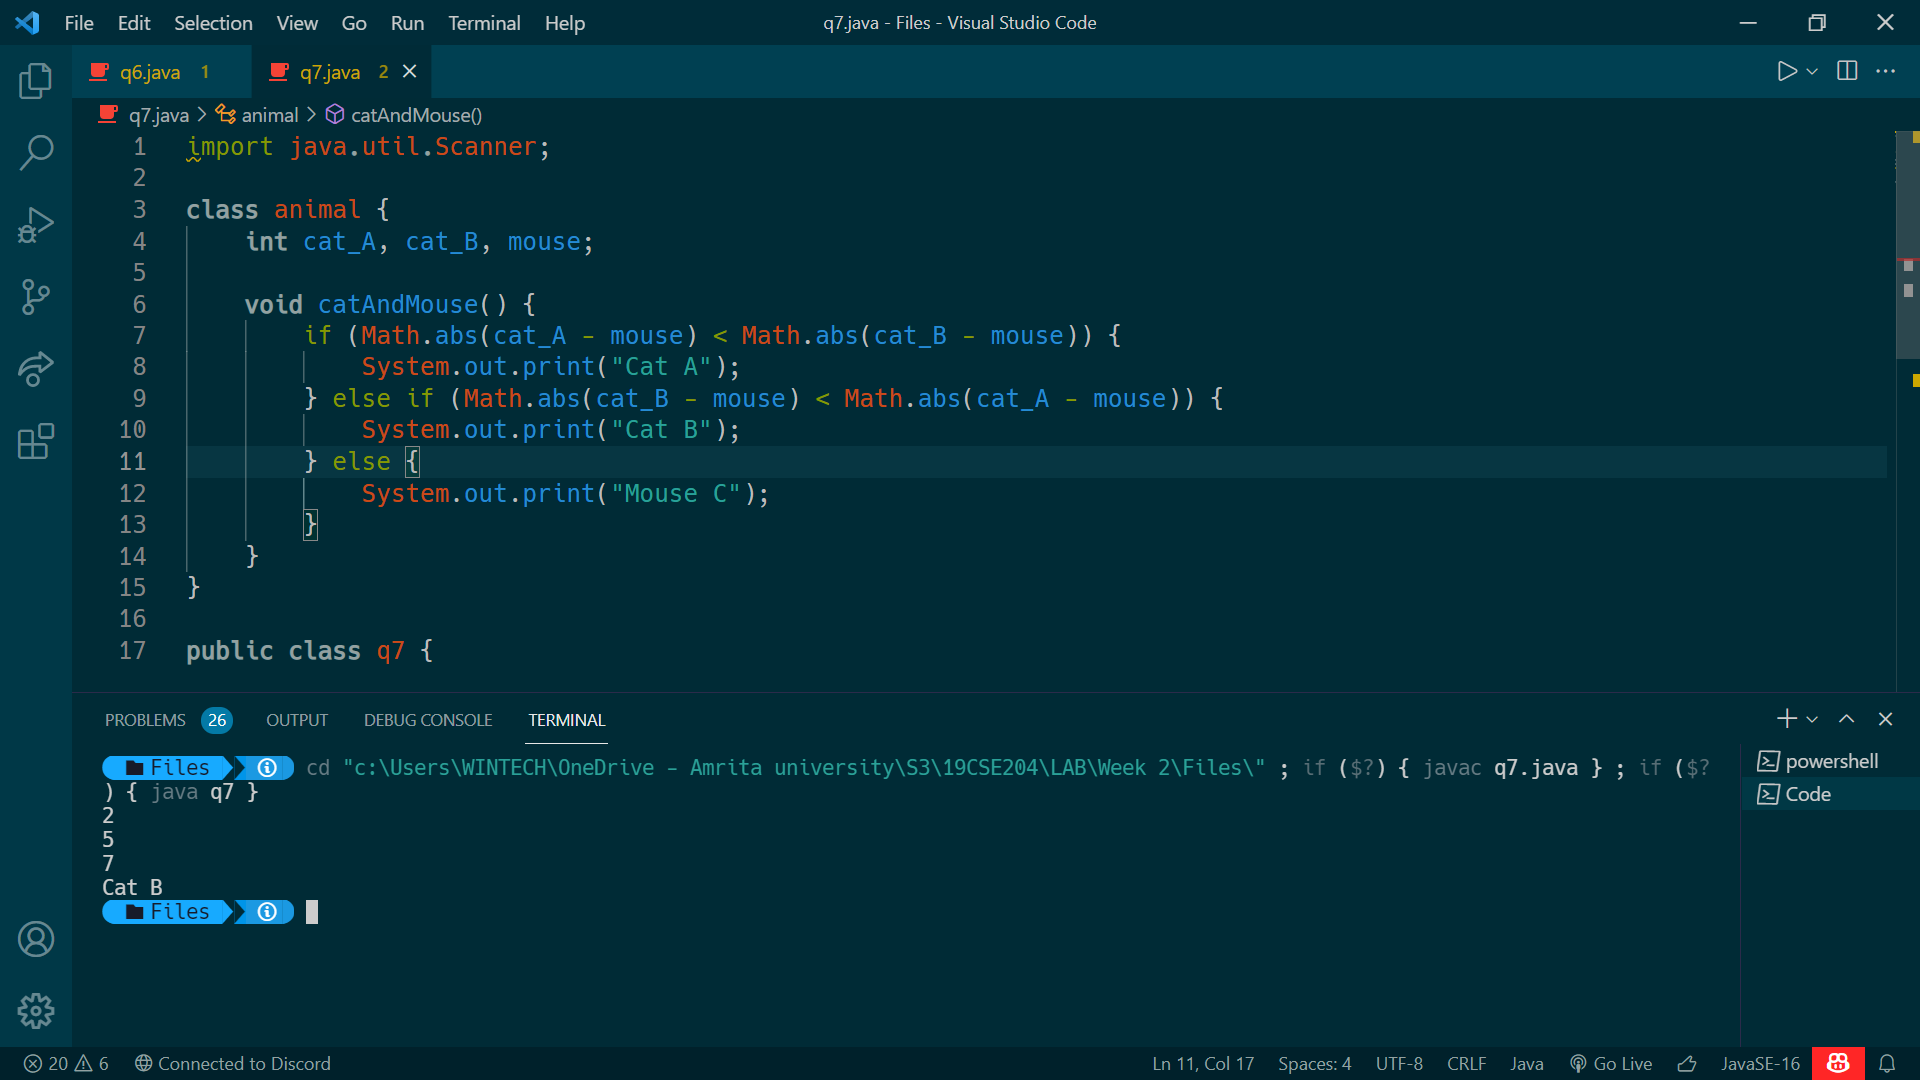 File Edit Selection View Go Run Terminal Help q7.java - Files - Visual Studio Code
q6.java 1 q7.java 2
q7.java > animal > catAndMouse()
1 import java.util.Scanner;
2
3 class animal {
4 int cat_A, cat_B, mouse;
5
6 void catAndMouse() {
7 if (Math.abs(cat_A - mouse) < Math.abs(cat_B - mouse)) {
8 System.out.print("Cat A");
9 } else if (Math.abs(cat_B - mouse) < Math.abs(cat_A - mouse)) {
10 System.out.print("Cat B");
11 } else {
12 System.out.print("Mouse C");
13 }
14 }
15 }
16
17 public class q7 {
PROBLEMS 26 OUTPUT DEBUG CONSOLE TERMINAL
Files cd "c:\Users\WINTECH\OneDrive - Amrita university\S3\19CSE204\LAB\Week 2\Files\" ; if ($?) { javac q7.java } ; if ($?
) { java q7 }
2
5
7
Cat B
Files
powershell
Code
20 6 Connected to Discord Ln 11, Col 17 Spaces: 4 UTF-8 CRLF Java Go Live JavaSE-16